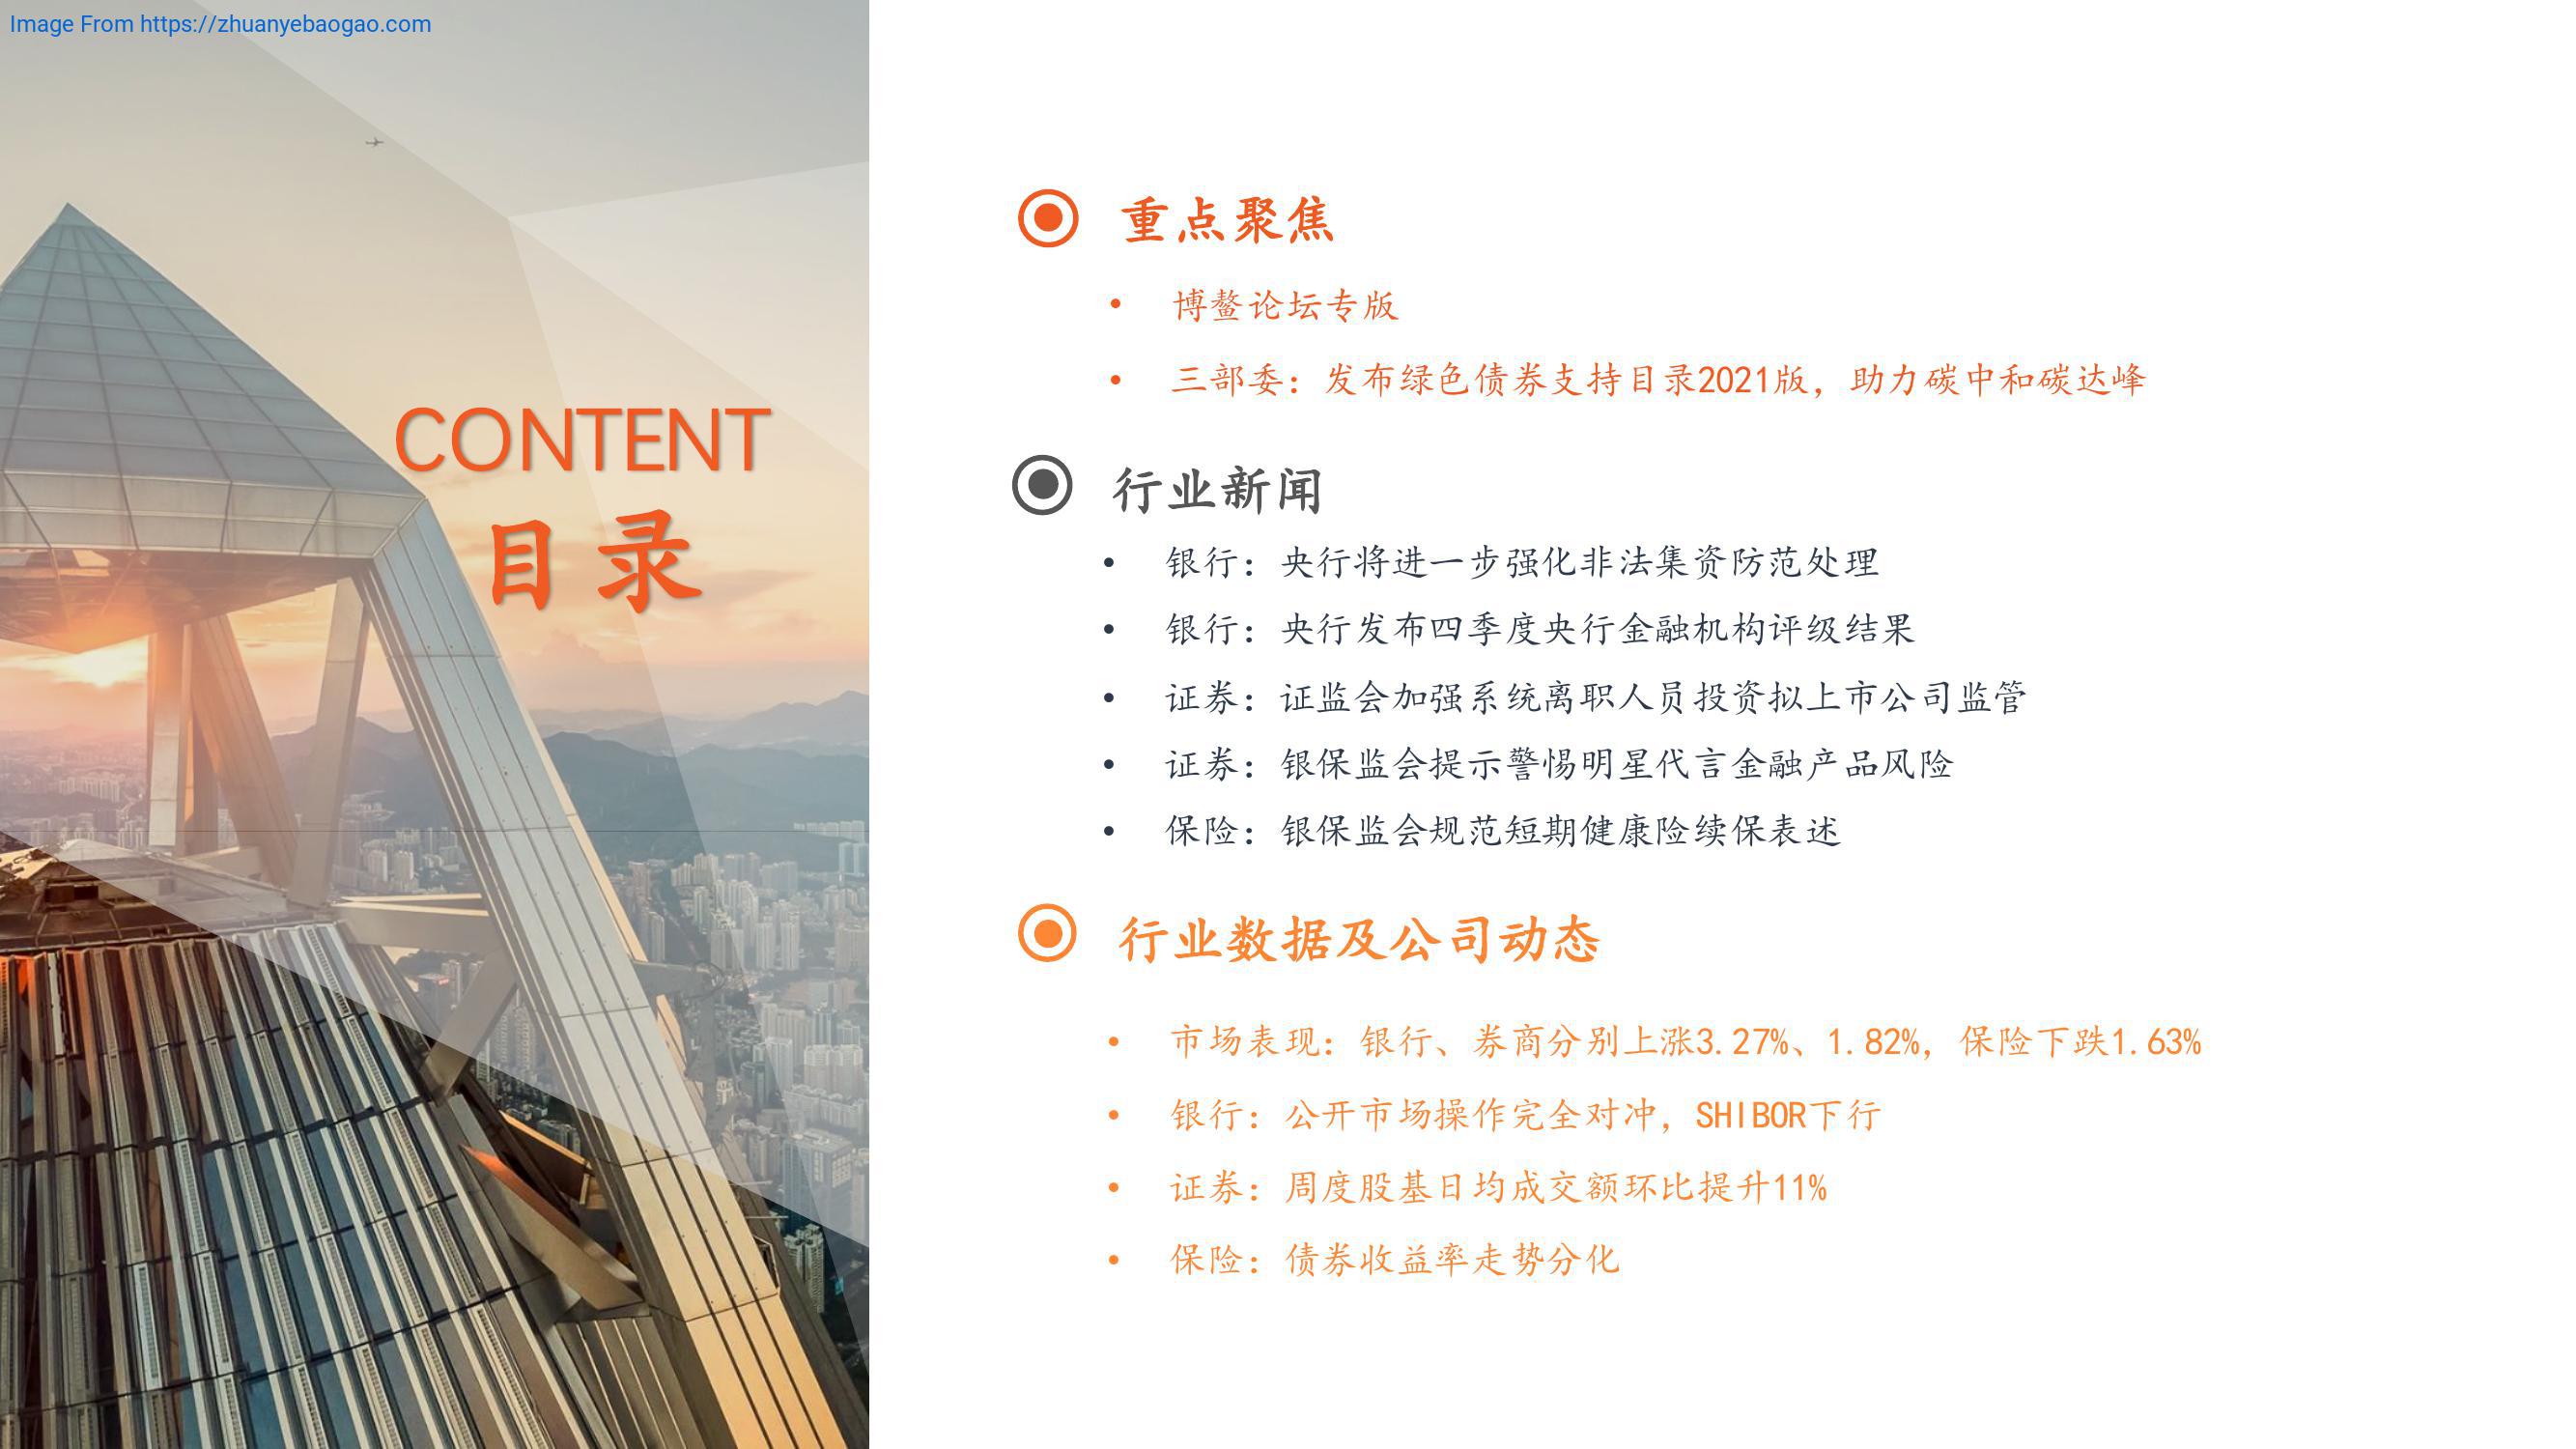 Image From https://zhuanyebaogao.com
CONTENT
目录
重点聚焦
• 博鳌论坛专版
• 三部委：发布绿色债券支持目录2021版，助力碳中和碳达峰
行业新闻
• 银行：央行将进一步强化非法集资防范处理
• 银行：央行发布四季度央行金融机构评级结果
• 证券：证监会加强系统离职人员投资拟上市公司监管
• 证券：银保监会提示警惕明星代言金融产品风险
• 保险：银保监会规范短期健康险续保表述
行业数据及公司动态
• 市场表现：银行、券商分别上涨3.27%、1.82%，保险下跌1.63%
• 银行：公开市场操作完全对冲，SHIBOR下行
• 证券：周度股基日均成交额环比提升11%
• 保险：债券收益率走势分化